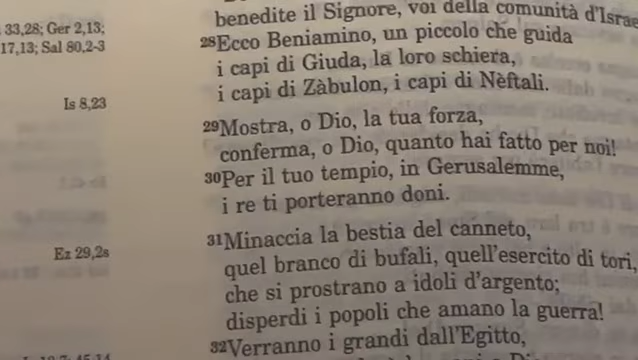 33,28; Ger 2,13;
17,13; Sal 80,2-3
Is 8,23
Ez 29,2s
benedite il Signore, voi della comunità d'Israe
28Ecco Beniamino, un piccolo che guida
i capi di Giuda, la loro schiera,
i capi di Zàbulon, i capi di Nèftali.
29Mostra, o Dio, la tua forza,
conferma, o Dio, quanto hai fatto per noi!
30Per il tuo tempio, in Gerusalemme,
i re ti porteranno doni.
31Minaccia la bestia del canneto,
quel branco di bufali, quell'esercito di tori,
che si prostrano a idoli d'argento;
disperdi i popoli che amano la guerra!
32Verranno i grandi dall'Egitto,